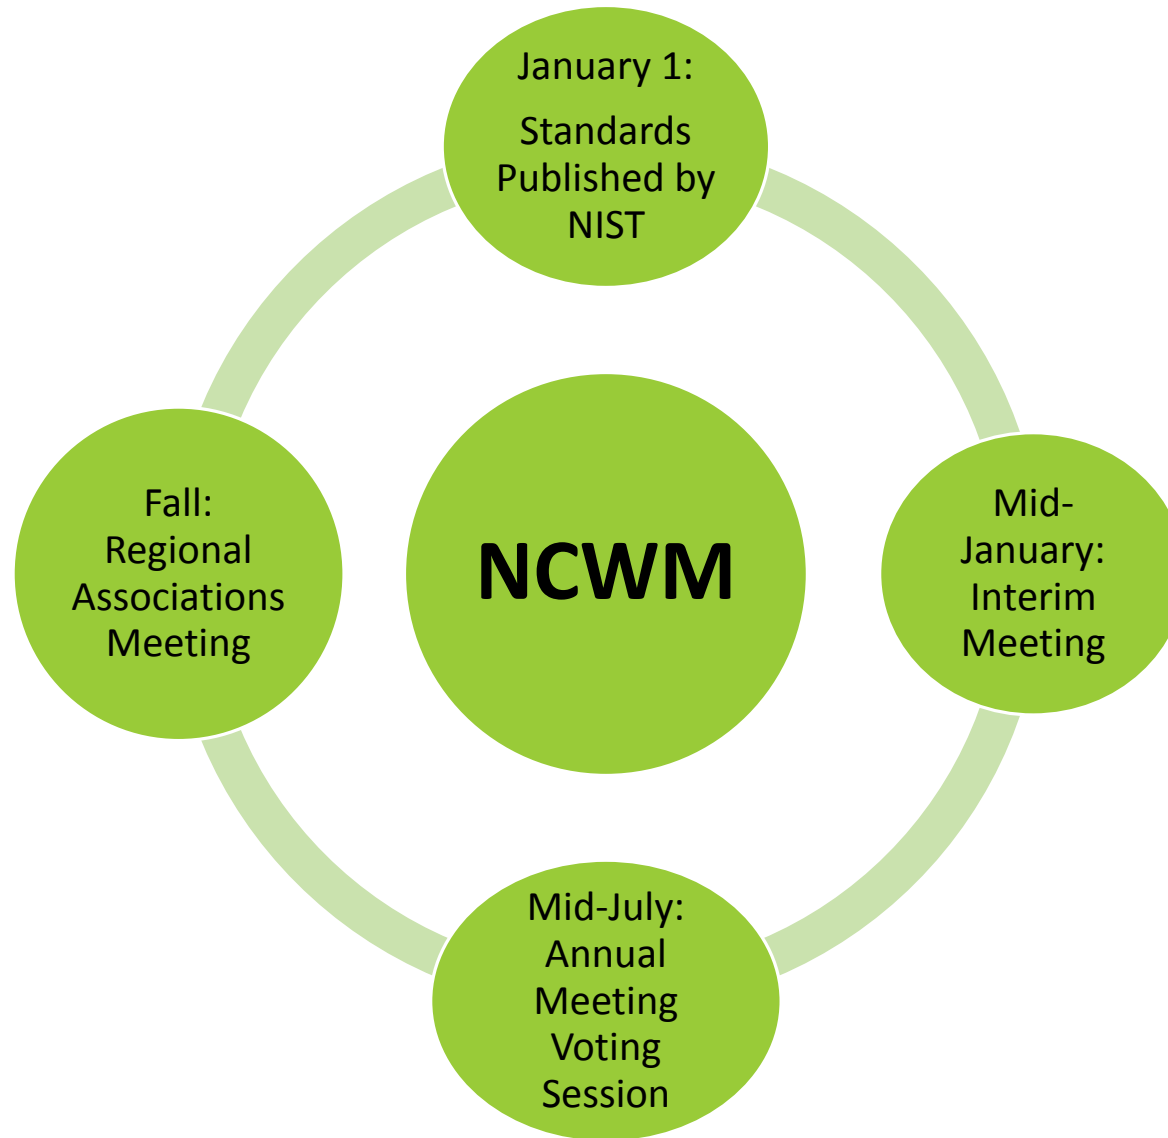 January 1:
Standards
Published by
NIST
Fall:
Regional
Associations
Meeting
NCWM
Mid-
January:
Interim
Meeting
Mid-July:
Annual
Meeting
Voting
Session